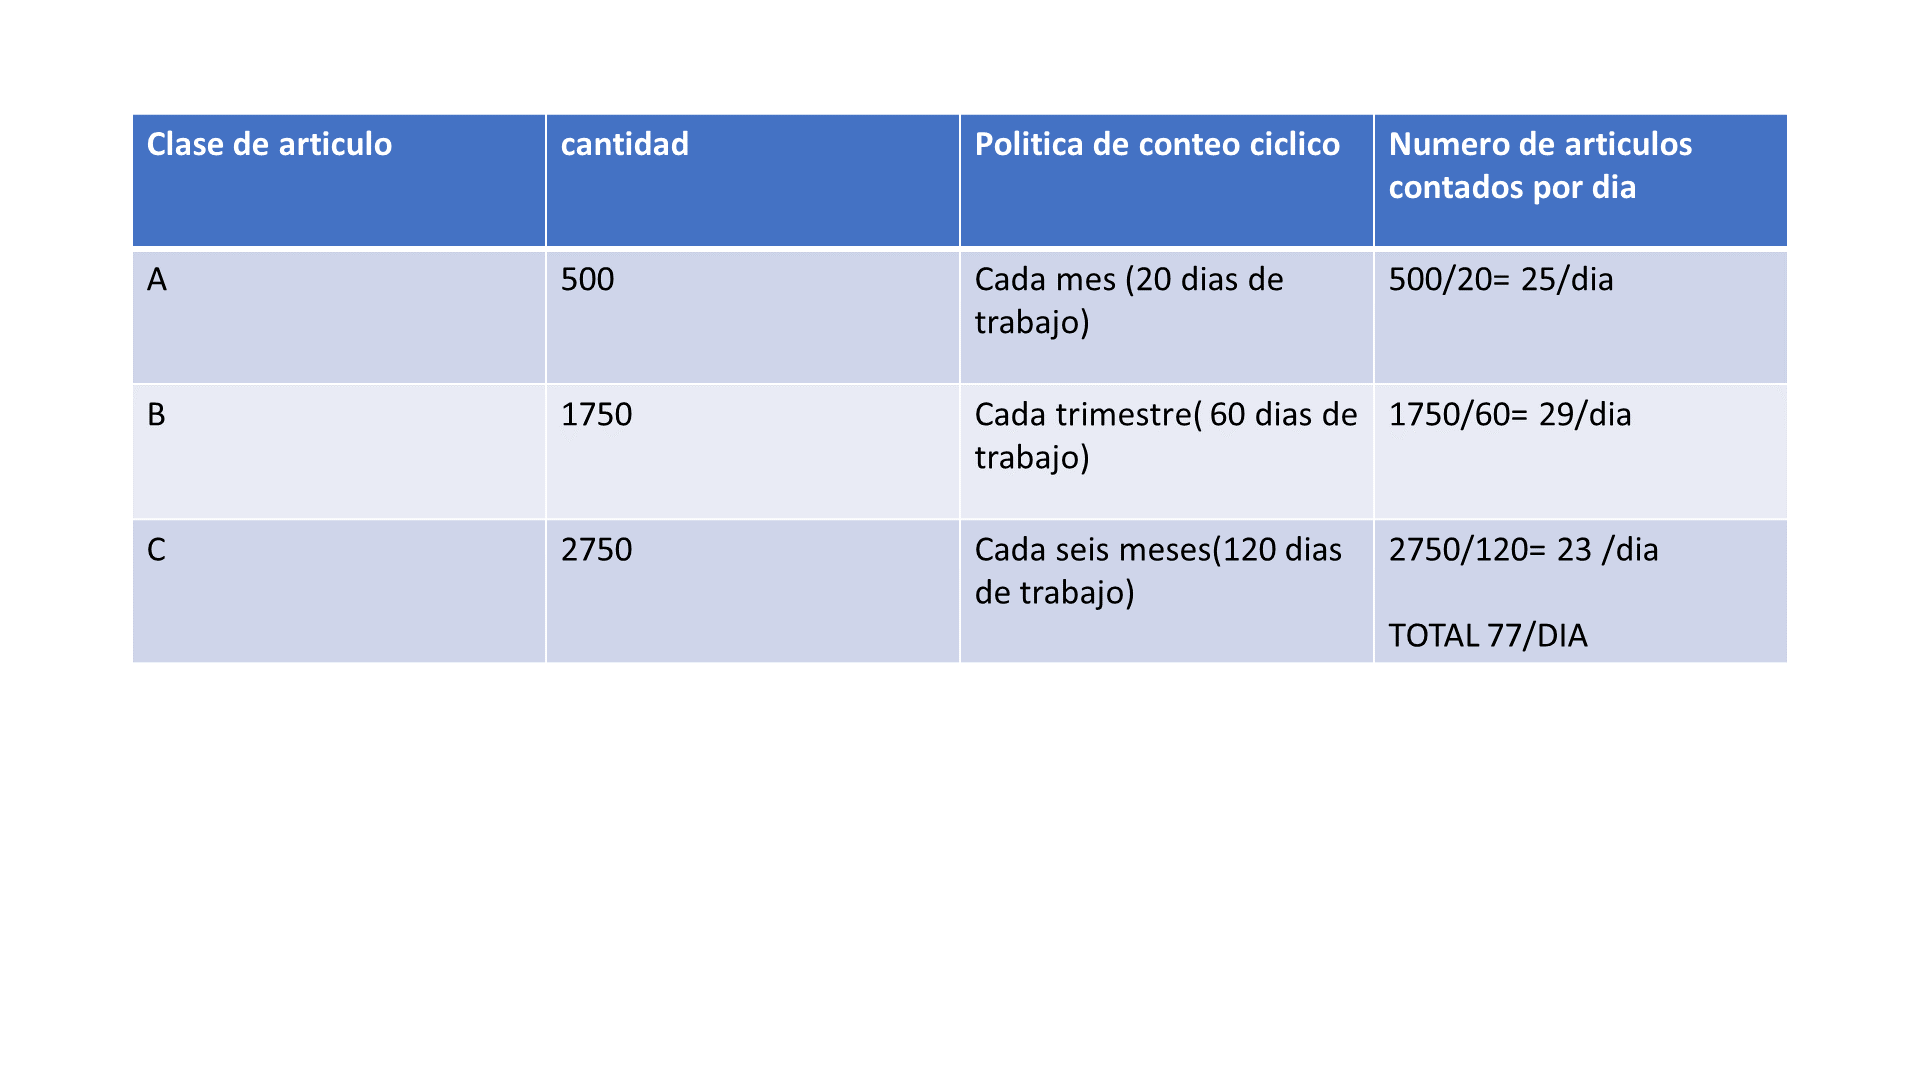 Clase de articulo
cantidad
Politica de conteo ciclico
Numero de articulos
contados por dia
A
500
Cada mes (20 dias de
trabajo)
500/20= 25/dia
B
1750
Cada trimestre( 60 dias de
trabajo)
1750/60= 29/dia
C
2750
Cada seis meses(120 dias
de trabajo)
2750/120= 23 /dia
TOTAL 77/DIA